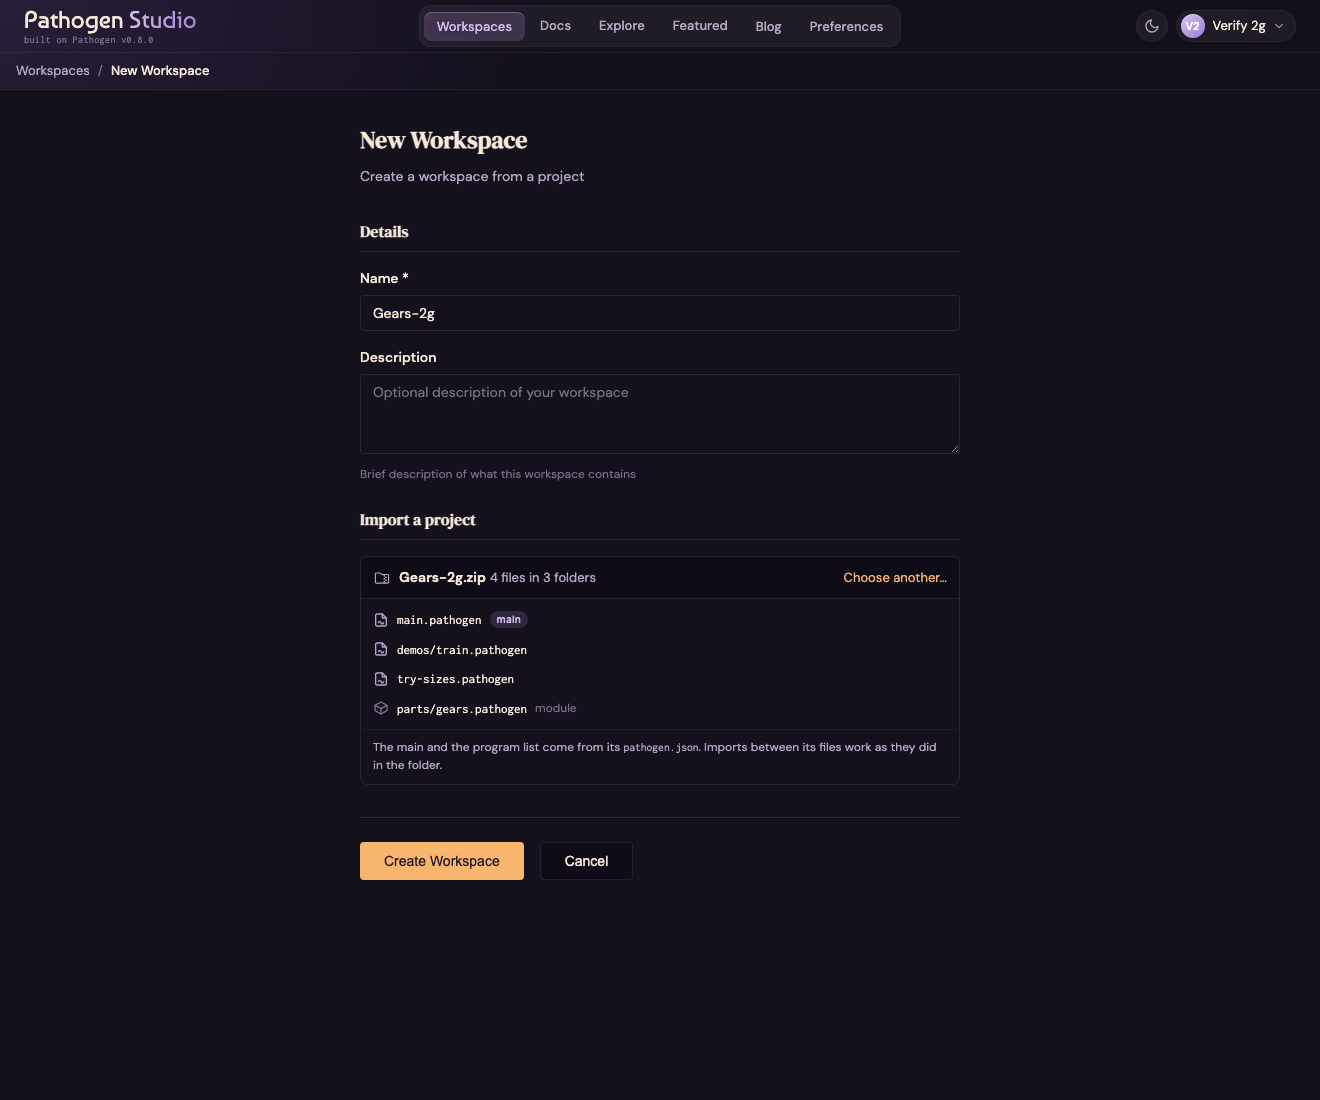 Pathogen Studio
built on Pathogen v0.8.0
Workspaces
Docs
Explore
Featured
Blog
Preferences
V2
Verify 2g
Workspaces / New Workspace
New Workspace
Create a workspace from a project
Details
Name *
Gears-2g
Description
Optional description of your workspace
Brief description of what this workspace contains
Import a project
Gears-2g.zip 4 files in 3 folders
Choose another…
main.pathogen main
demos/train.pathogen
try-sizes.pathogen
parts/gears.pathogen module
The main and the program list come from its pathogen.json. Imports between its files work as they did
in the folder.
Create Workspace
Cancel